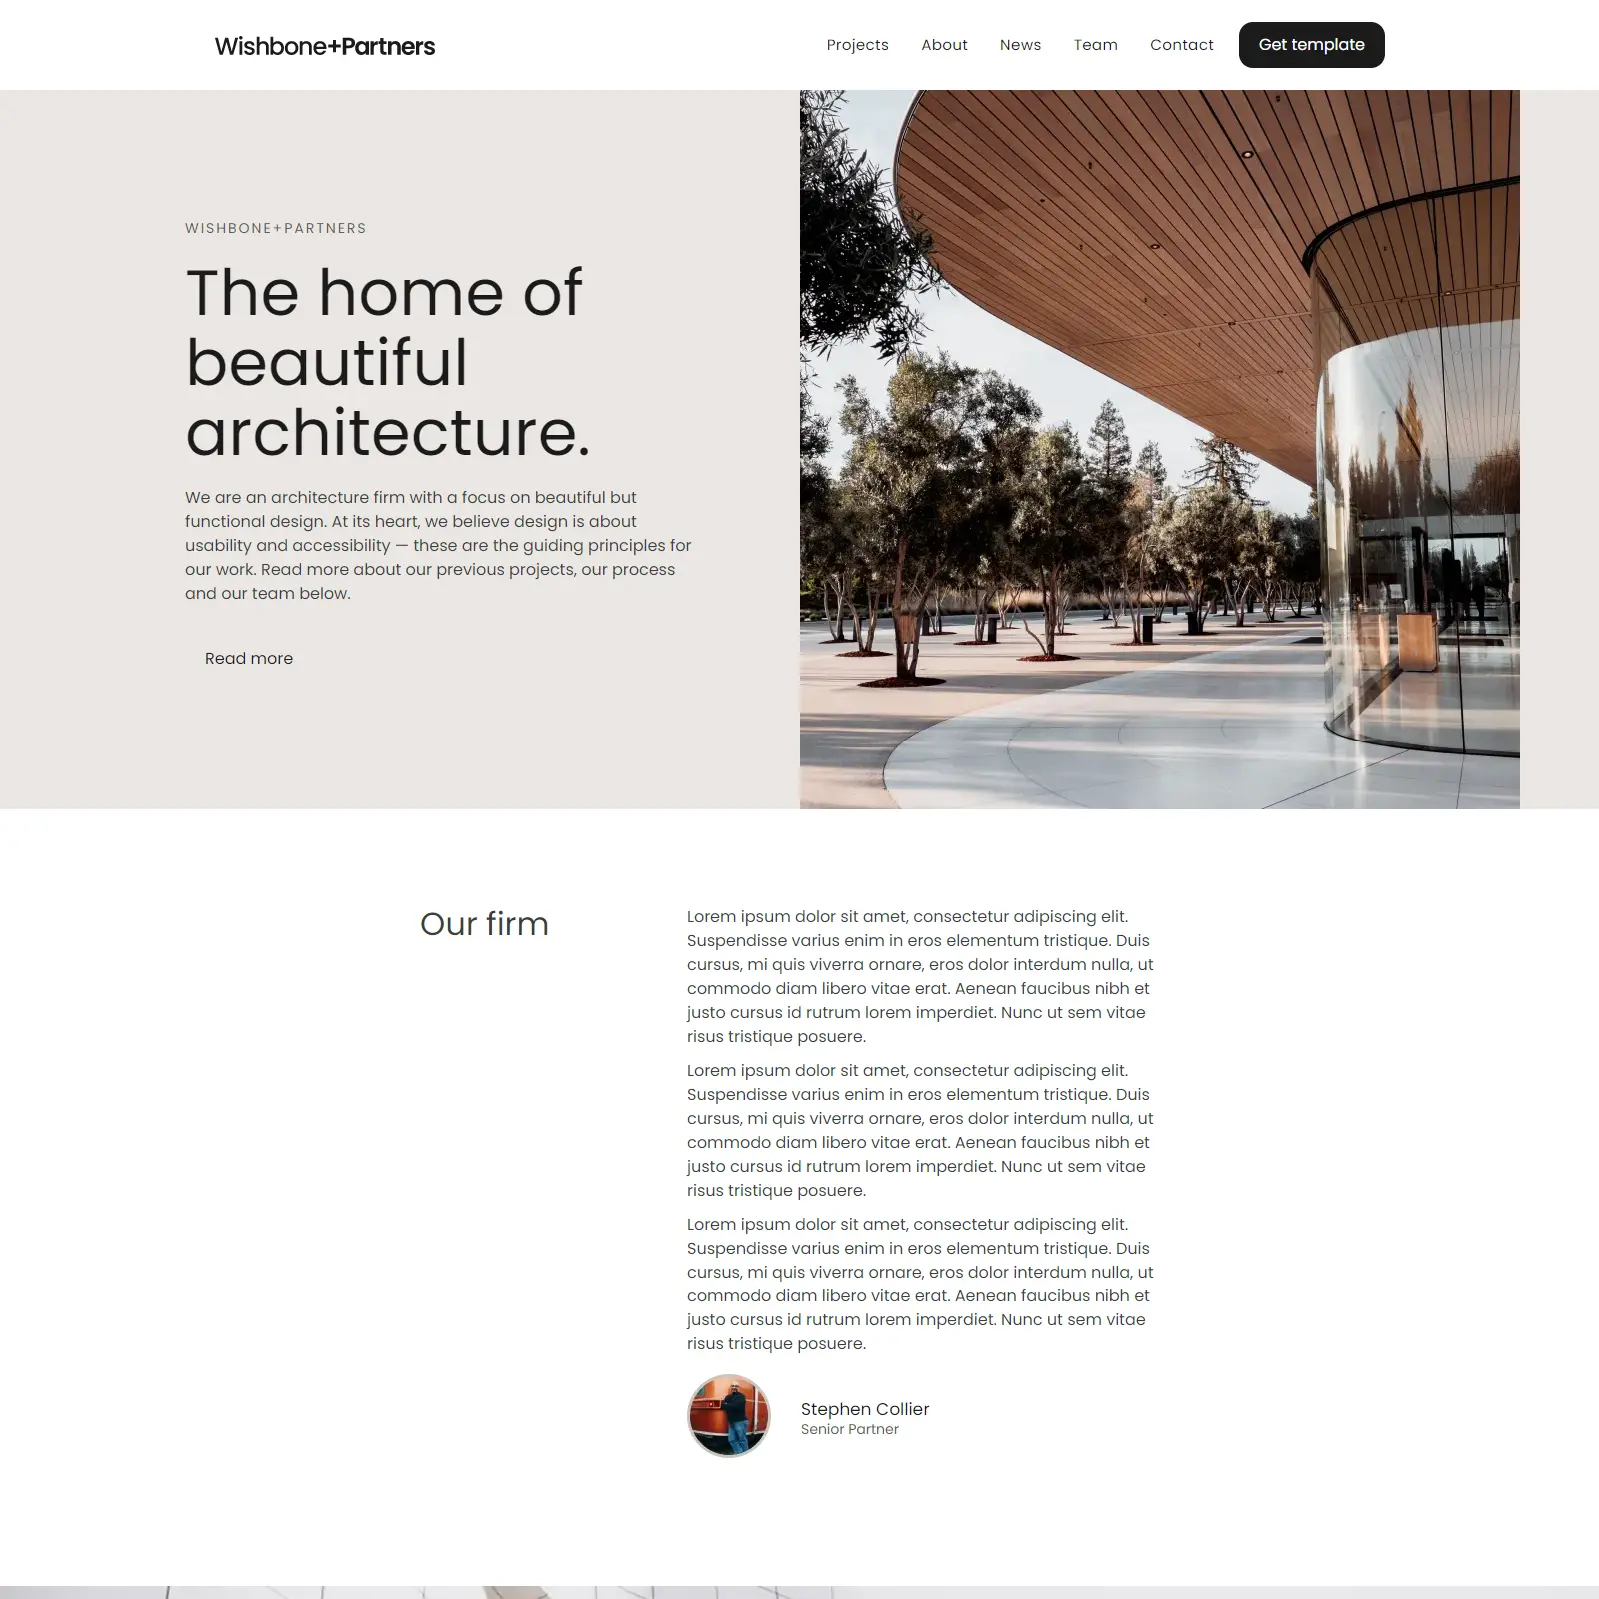 Wishbone+Partners
Projects About News Team Contact Get template
WISHBONE+PARTNERS
The home of
beautiful
architecture.
We are an architecture firm with a focus on beautiful but
functional design. At its heart, we believe design is about
usability and accessibility — these are the guiding principles for
our work. Read more about our previous projects, our process
and our team below.
Read more
Our firm
Lorem ipsum dolor sit amet, consectetur adipiscing elit.
Suspendisse varius enim in eros elementum tristique. Duis
cursus, mi quis viverra ornare, eros dolor interdum nulla, ut
commodo diam libero vitae erat. Aenean faucibus nibh et
justo cursus id rutrum lorem imperdiet. Nunc ut sem vitae
risus tristique posuere.
Lorem ipsum dolor sit amet, consectetur adipiscing elit.
Suspendisse varius enim in eros elementum tristique. Duis
cursus, mi quis viverra ornare, eros dolor interdum nulla, ut
commodo diam libero vitae erat. Aenean faucibus nibh et
justo cursus id rutrum lorem imperdiet. Nunc ut sem vitae
risus tristique posuere.
Lorem ipsum dolor sit amet, consectetur adipiscing elit.
Suspendisse varius enim in eros elementum tristique. Duis
cursus, mi quis viverra ornare, eros dolor interdum nulla, ut
commodo diam libero vitae erat. Aenean faucibus nibh et
justo cursus id rutrum lorem imperdiet. Nunc ut sem vitae
risus tristique posuere.
Stephen Collier
Senior Partner